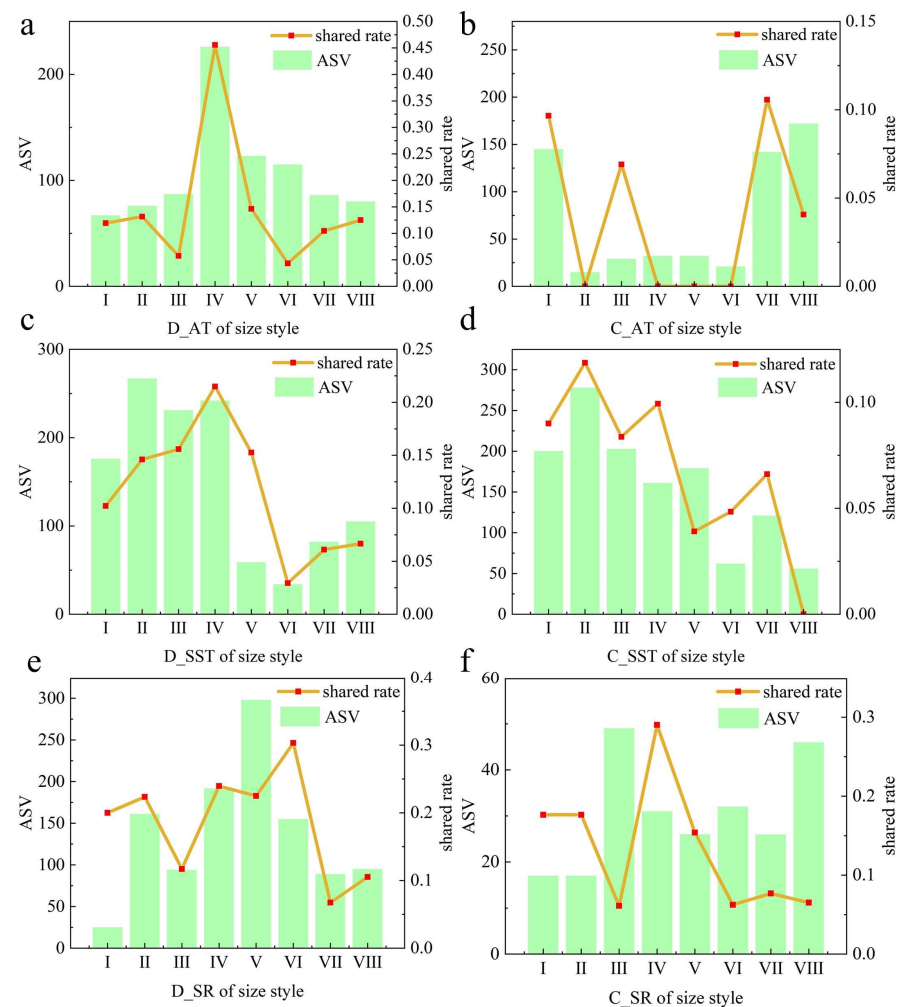 a
shared rate
ASV
200
100
0
ASV
0.50
0.45
0.40
0.35
0.30
0.25
0.20
0.15
0.10
0.05
0.00
shared rate
I II III IV V VI VII VIII
D_AT of size style
b
shared rate
ASV
250
200
175
150
125
100
75
50
25
0
ASV
0.15
0.10
0.05
0.00
shared rate
I II III IV V VI VII VIII
C_AT of size style
c
shared rate
ASV
300
200
100
0
ASV
0.25
0.20
0.15
0.10
0.05
0.00
shared rate
I II III IV V VI VII VIII
D_SST of size style
d
shared rate
ASV
300
250
200
175
150
125
100
75
50
25
0
ASV
0.10
0.05
0.00
shared rate
I II III IV V VI VII VIII
C_SST of size style
e
shared rate
ASV
300
250
200
175
150
100
50
0
ASV
0.4
0.3
0.2
0.1
0.0
shared rate
I II III IV V VI VII VIII
D_SR of size style
f
shared rate
ASV
60
40
20
0
ASV
0.3
0.2
0.1
0.0
shared rate
I II III IV V VI VII VIII
C_SR of size style